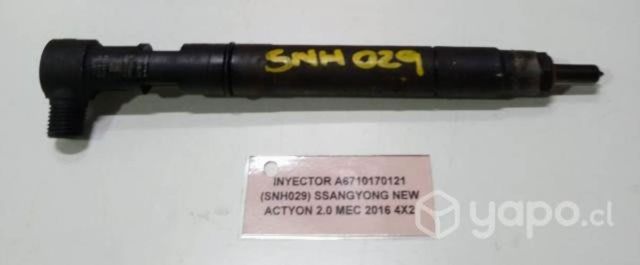 SNH 029
INYECTOR A6710170121
(SNH029) SSANGYONG NEW
ACTYON 2.0 MEC 2016 4X2
yapo.cl